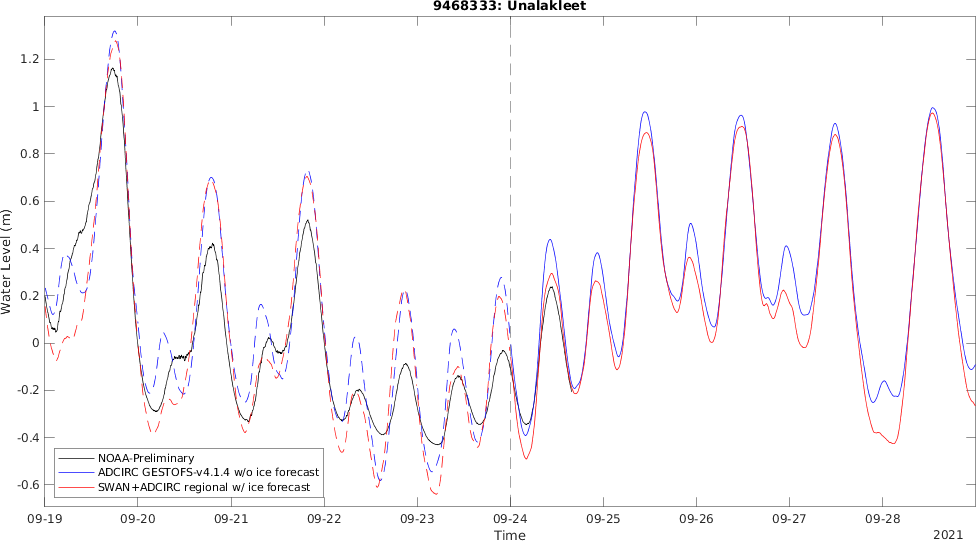 9468333: Unalakleet
Water Level (m)
1.2
1
0.8
0.6
0.4
0.2
0
-0.2
-0.4
-0.6
NOAA-Preliminary
ADCIRC GESTOFS-v4.1.4 w/o ice forecast
SWAN+ADCIRC regional w/ ice forecast
09-19 09-20 09-21 09-22 09-23 09-24 09-25 09-26 09-27 09-28
Time
2021